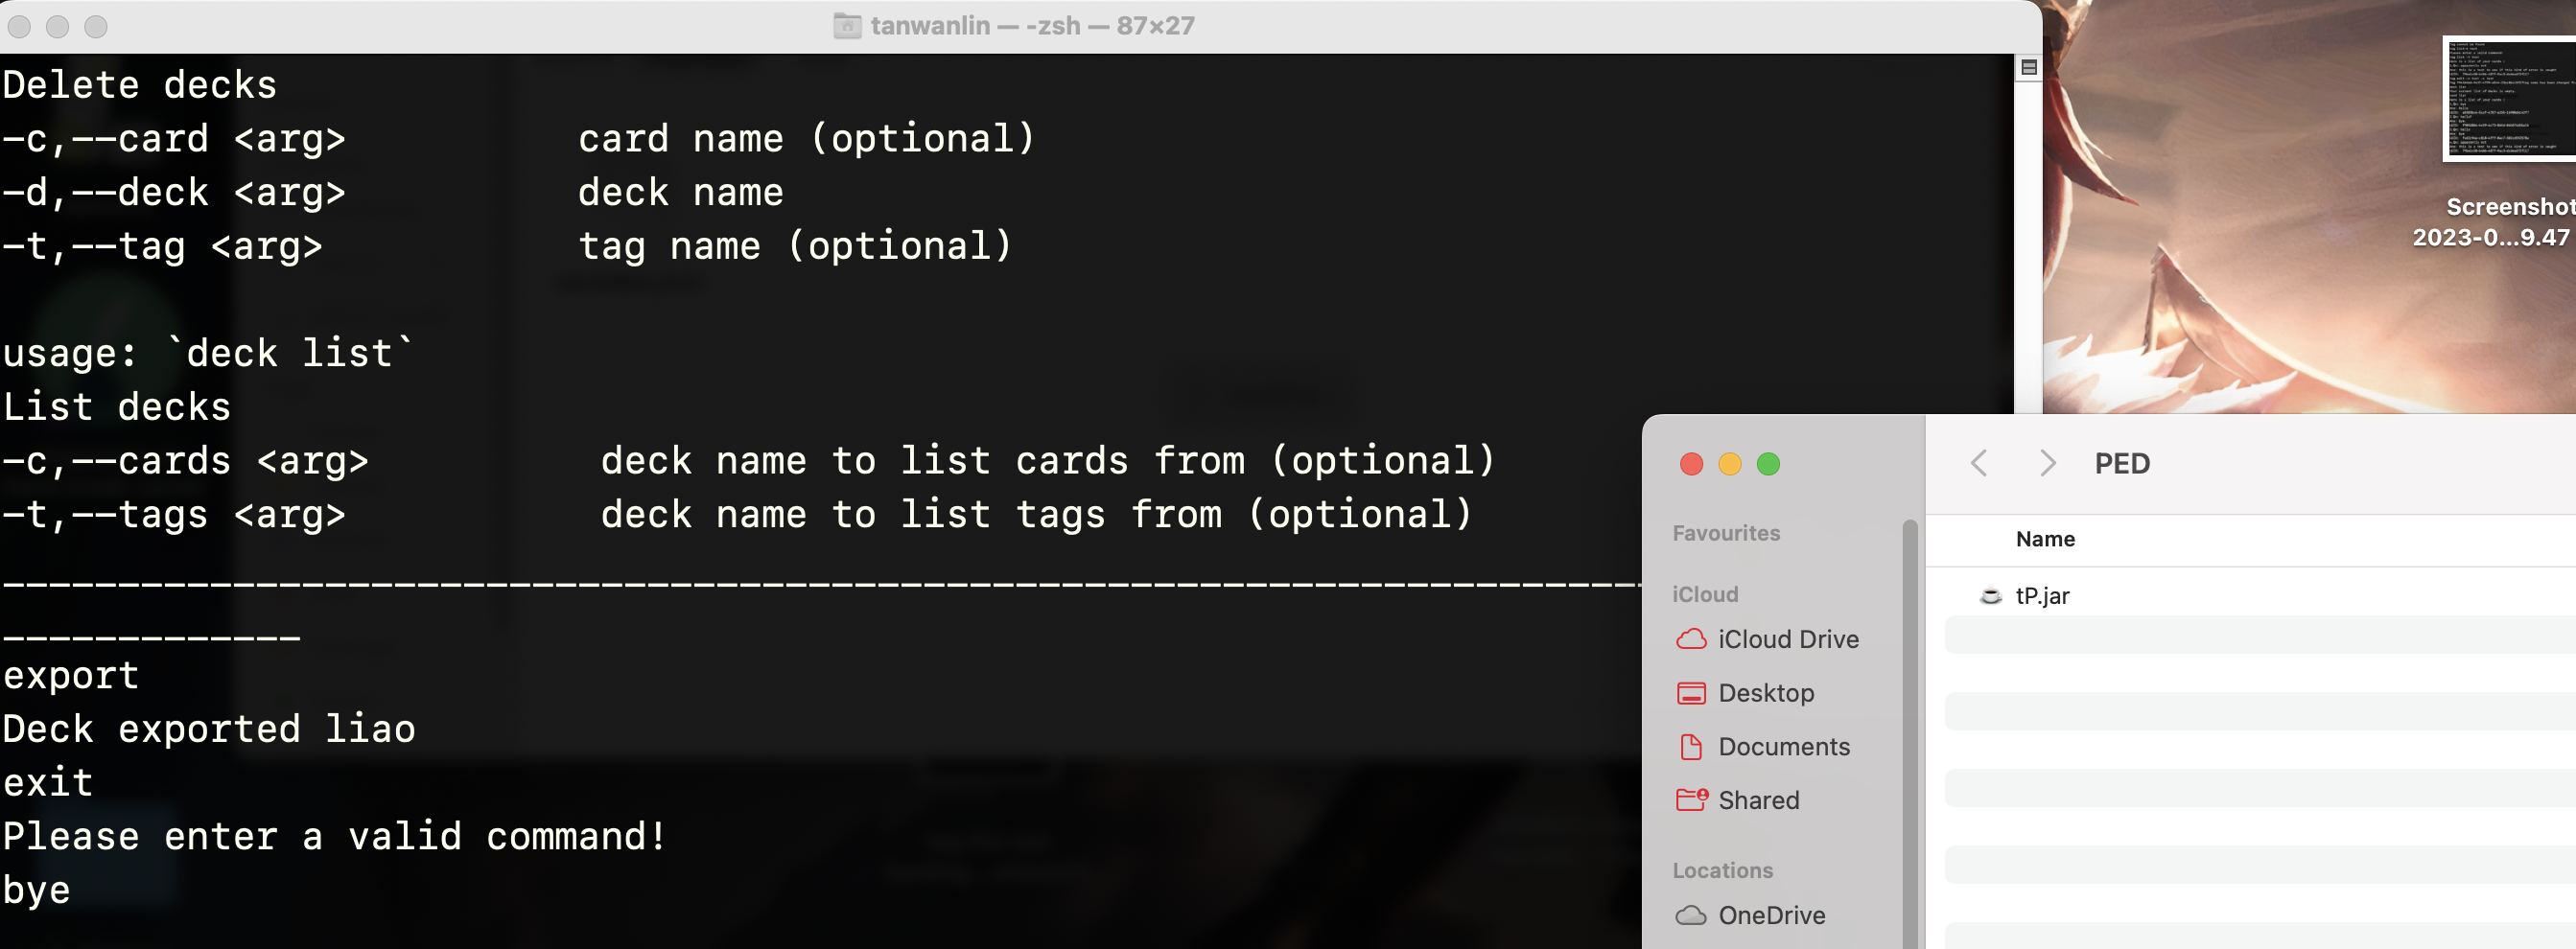 tanwanlin — -zsh — 87×27
Delete decks
-c,--card <arg>          card name (optional)
-d,--deck <arg>          deck name
-t,--tag <arg>           tag name (optional)
usage: `deck list`
List decks
-c,--cards <arg>          deck name to list cards from (optional)
-t,--tags <arg>           deck name to list tags from (optional)
------------------------------------------------------------------------
-------------
export
Deck exported liao
exit
Please enter a valid command!
bye
Screenshot
2023-0...9.47
PED
Favourites
iCloud
iCloud Drive
Desktop
Documents
Shared
Locations
OneDrive
Name
tP.jar